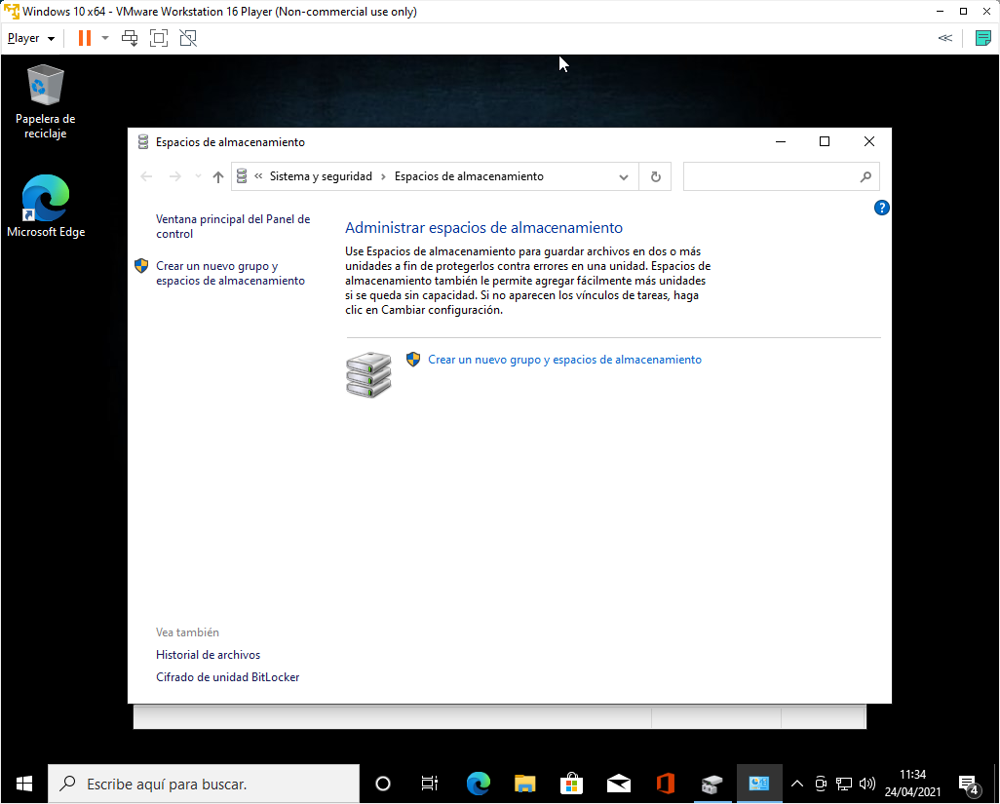 Windows 10 x64 - VMware Workstation 16 Player (Non-commercial use only)
Player
Papelera de
reciclaje
Microsoft Edge
Espacios de almacenamiento
« Sistema y seguridad › Espacios de almacenamiento
?
Ventana principal del Panel de
control
Crear un nuevo grupo y
espacios de almacenamiento
Administrar espacios de almacenamiento
Use Espacios de almacenamiento para guardar archivos en dos o más
unidades a fin de protegerlos contra errores en una unidad. Espacios de
almacenamiento también le permite agregar fácilmente más unidades
si se queda sin capacidad. Si no aparecen los vínculos de tareas, haga
clic en Cambiar configuración.
Crear un nuevo grupo y espacios de almacenamiento
Vea también
Historial de archivos
Cifrado de unidad BitLocker
Escribe aquí para buscar.
11:34
24/04/2021
4